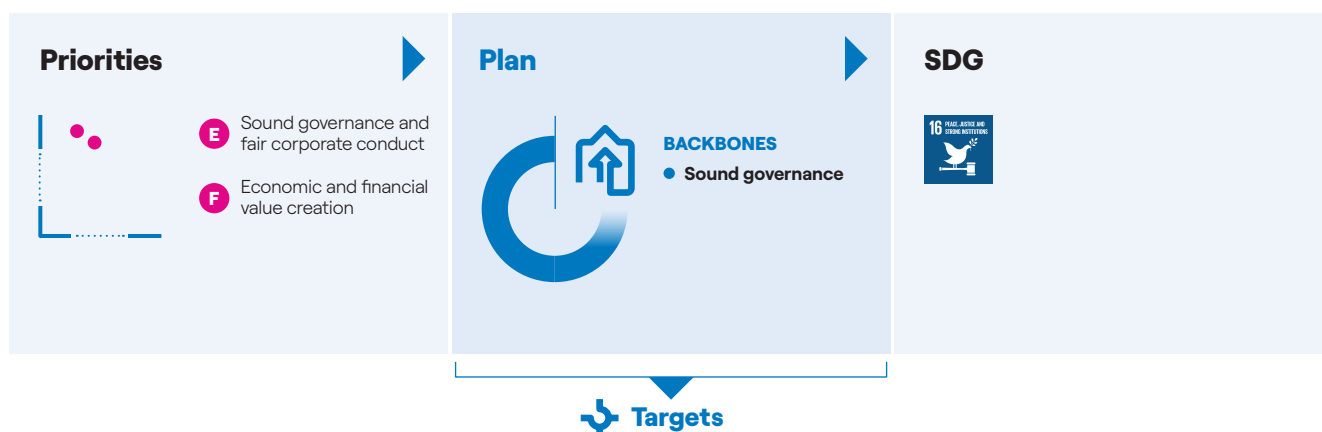 Priorities
E
Sound governance and
fair corporate conduct
F
Economic and financial
value creation
Plan
BACKBONES
Sound governance
SDG
16 PEACE, JUSTICE AND
STRONG INSTITUTIONS
Targets